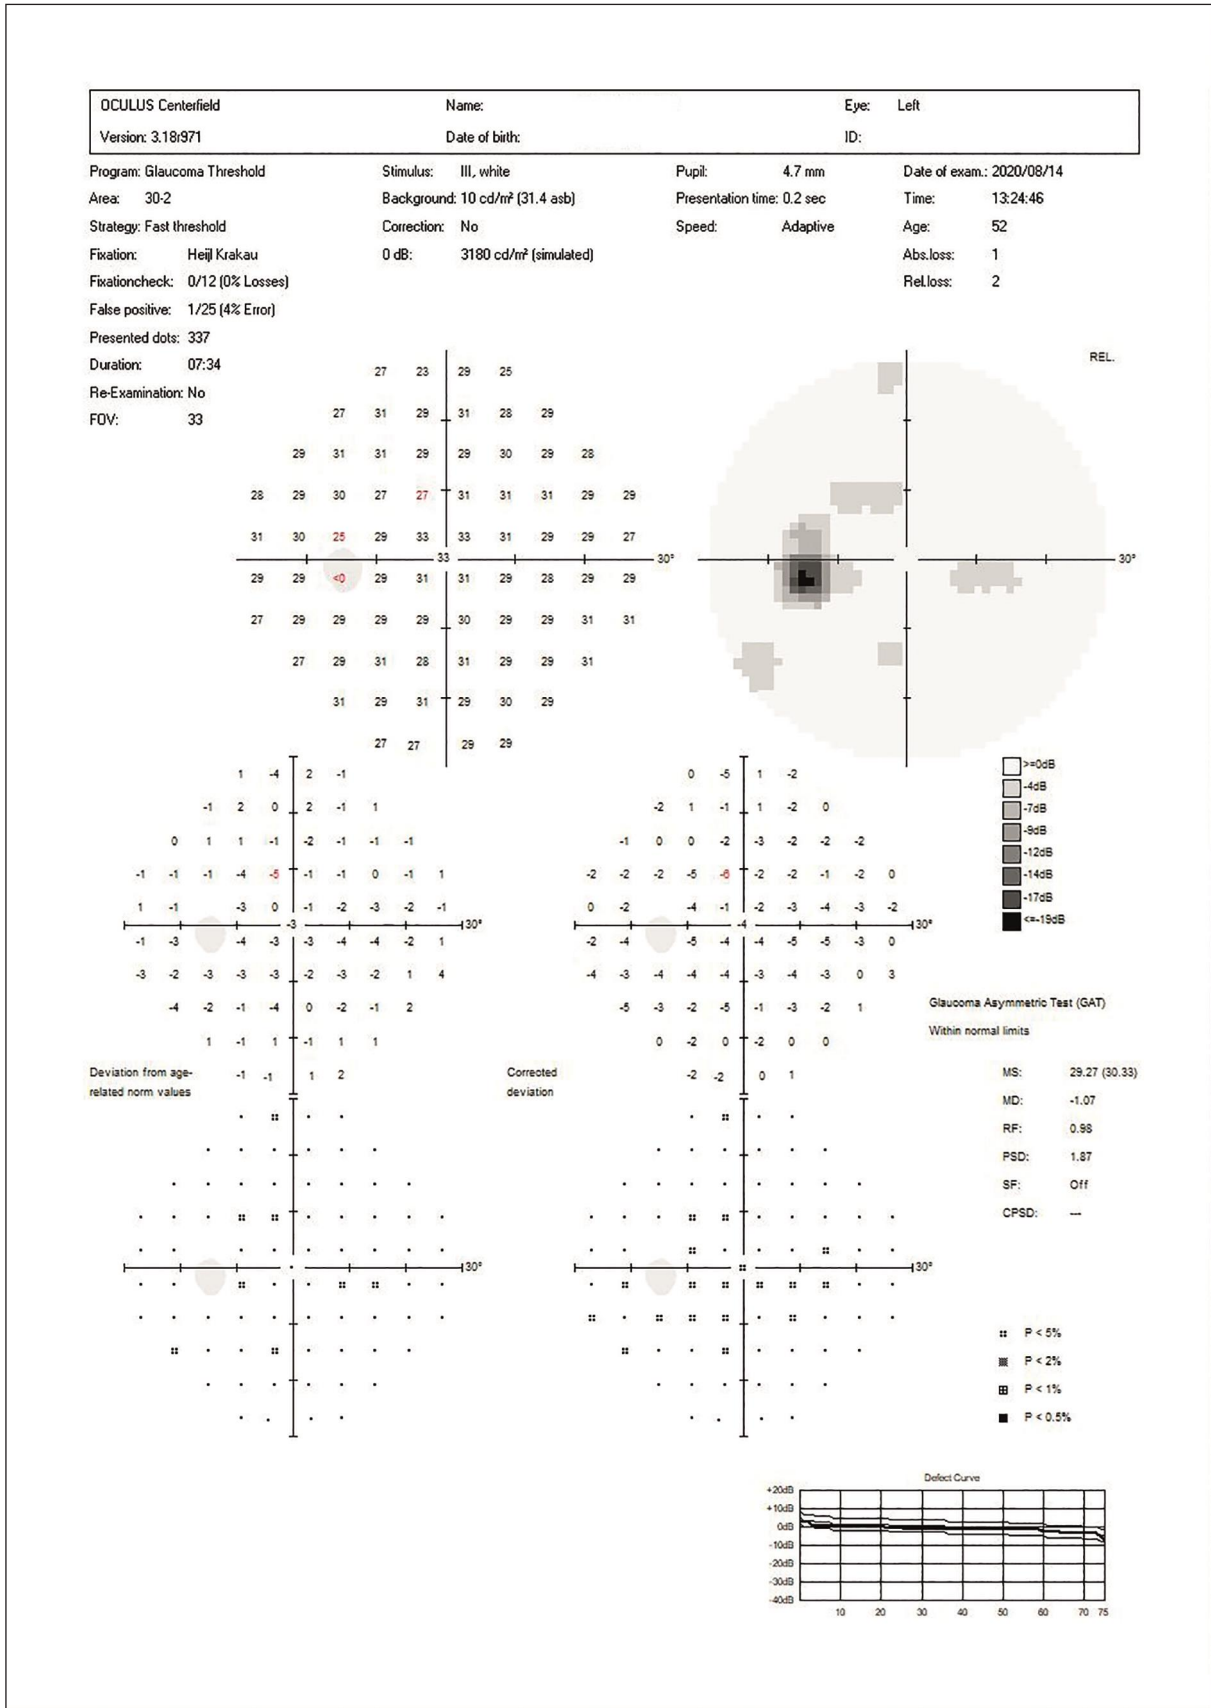 OCULUS Centerfield Name: Eye: Left
Version: 3.18r971 Date of birth: ID:
Program: Glaucoma Threshold Stimulus: III, white Pupil: 4.7 mm Date of exam.: 2020/08/14
Area: 30-2 Background: 10 cd/m² (31.4 asb) Presentation time: 0.2 sec Time: 13:24:46
Strategy: Fast threshold Correction: No Speed: Adaptive Age: 52
Fixation: Heijl Krakau 0 dB: 3180 cd/m² (simulated) Abs.loss: 1
Fixationcheck: 0/12 (0% Losses) Rel.loss: 2
False positive: 1/25 (4% Error)
Presented dots: 337
Duration: 07:34
Re-Examination: No
FOV: 33
REL.
27 23 29 25
27 31 29 31 28 29
29 31 31 29 29 30 29 28
28 29 30 27 27 31 31 31 29 29
31 30 25 29 33 33 31 29 29 27
33 30° 30°
29 29 <0 29 31 31 29 28 29 29
27 29 29 29 29 30 29 29 31 31
27 29 31 28 31 29 29 31
31 29 31 29 30 29
27 27 29 29
>=0dB
-4dB
-7dB
-9dB
-12dB
-14dB
-17dB
<=-19dB
1 -4 2 -1
-1 2 0 2 -1 1
0 1 1 -1 -2 -1 -1 -1
-1 -1 -1 -4 -5 -1 -1 0 -1 1
1 -1 -3 0 -1 -2 -3 -2 -1
-3 30°
-1 -3 -4 -3 -3 -4 -4 -2 1
-3 -2 -3 -3 -3 -2 -3 -2 1 4
-4 -2 -1 -4 0 -2 -1 2
1 -1 1 -1 1 1
-1 -1 1 2
Deviation from age-
related norm values
0 -5 1 -2
-2 1 -1 1 -2 0
-1 0 0 -2 -3 -2 -2 -2
-2 -2 -2 -5 -6 -2 -2 -1 -2 0
0 -2 -4 -1 -2 -3 -4 -3 -2
-4 30°
-2 -4 -5 -4 -4 -5 -5 -3 0
-4 -3 -4 -4 -4 -3 -4 -3 0 3
-5 -3 -2 -5 -1 -3 -2 1
0 -2 0 -2 0 0
-2 -2 0 1
Corrected
deviation
Glaucoma Asymmetric Test (GAT)
Within normal limits
MS: 29.27 (30.33)
MD: -1.07
RF: 0.98
PSD: 1.87
SF: Off
CPSD: ---
30° 30°
P < 5%
P < 2%
P < 1%
P < 0.5%
Defect Curve
+20dB
+10dB
0dB
-10dB
-20dB
-30dB
-40dB
10 20 30 40 50 60 70 75